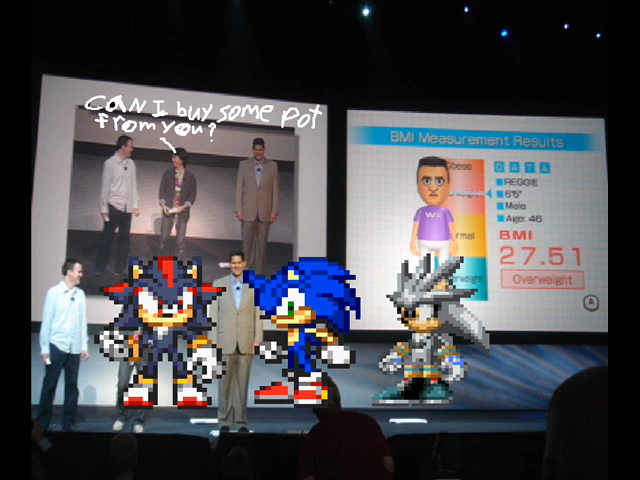 CAN I buy some pot
from you?
BMI Measurement Results
DATA
REGGIE
6'5"
Male
Age: 46
BMI
27.51
Overweight
Obese
Wii
A